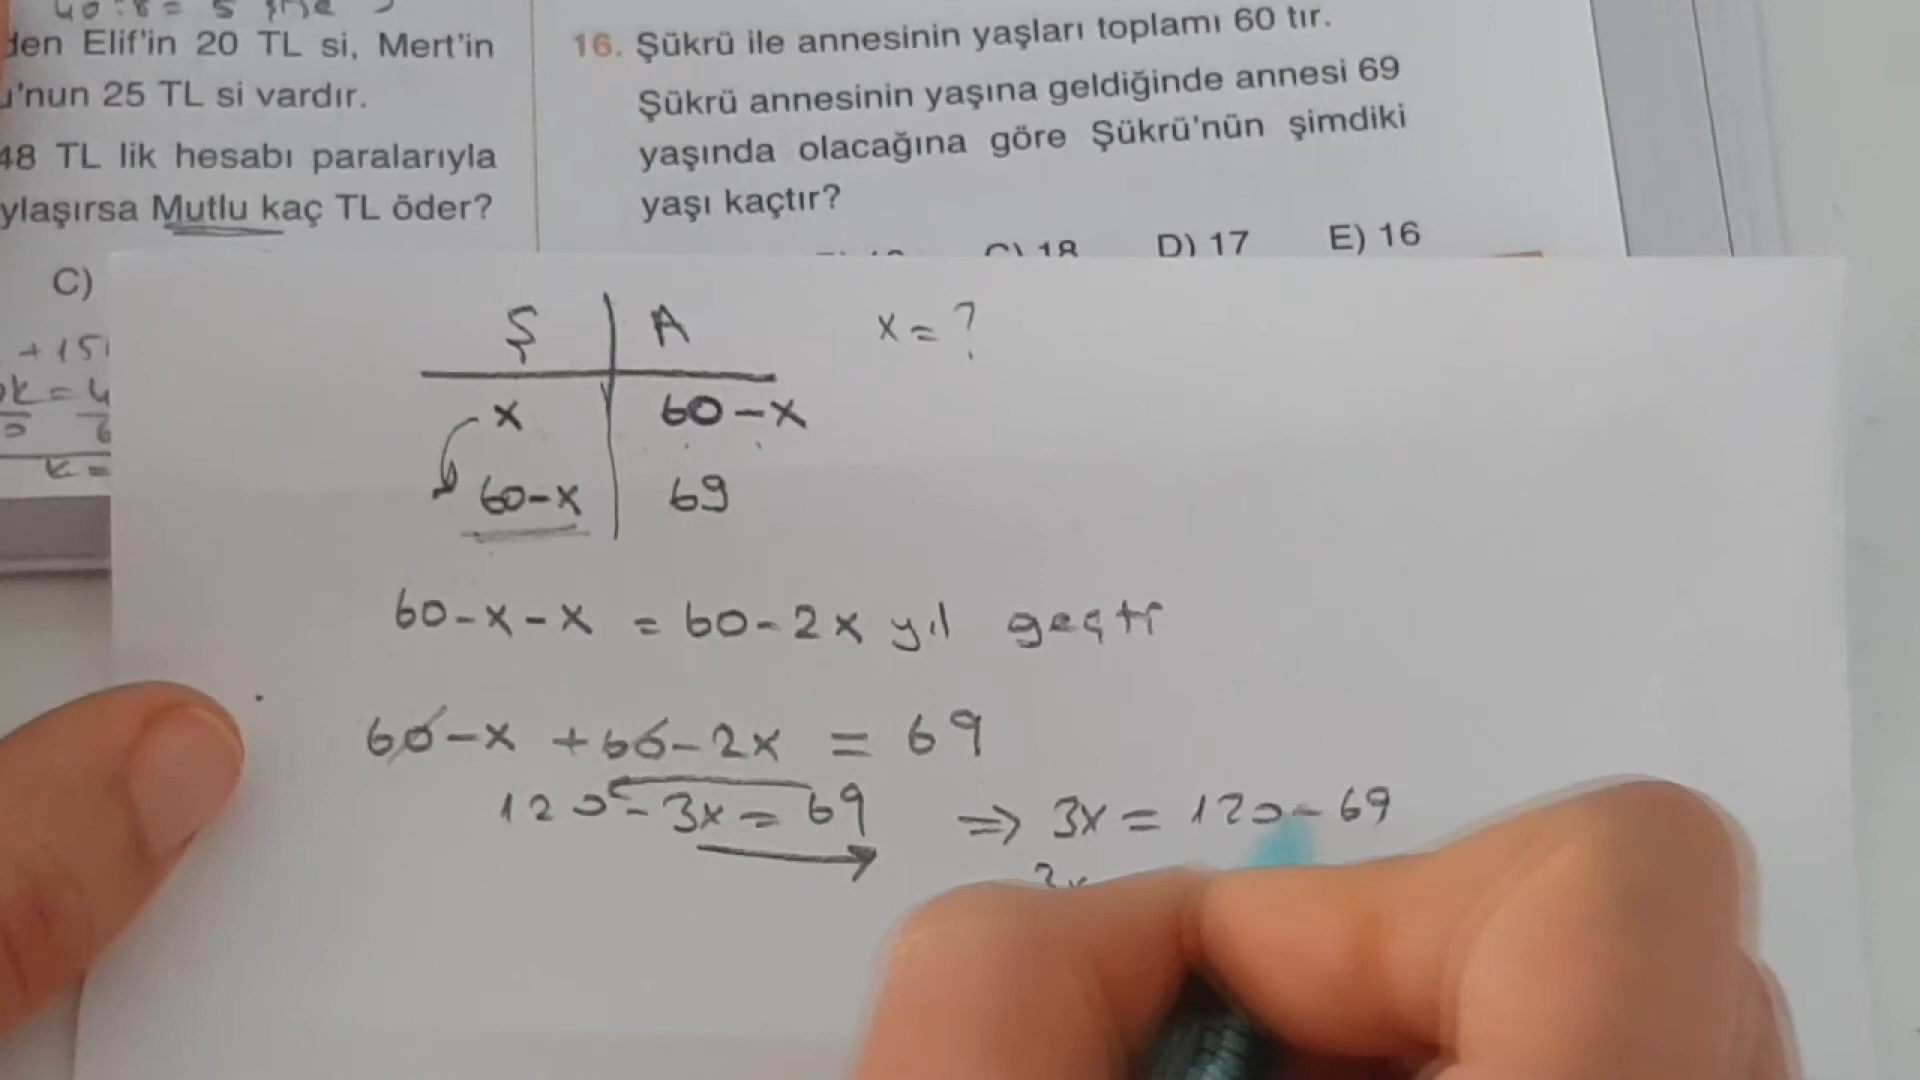 den Elif'in 20 TL si, Mert'in
u'nun 25 TL si vardır.
48 TL lik hesabı paralarıyla
ylaşırsa Mutlu kaç TL öder?
C)
+15
k = 4
k =
16. Şükrü ile annesinin yaşları toplamı 60 tır.
Şükrü annesinin yaşına geldiğinde annesi 69
yaşında olacağına göre Şükrü'nün şimdiki
yaşı kaçtır?
C) 18 D) 17 E) 16
Ş A x = ?
x 60-x
60-x 69
60-x-x = 60-2x yıl geçti
60-x +60-2x = 69
120-3x = 69 ⇒ 3x = 120-69